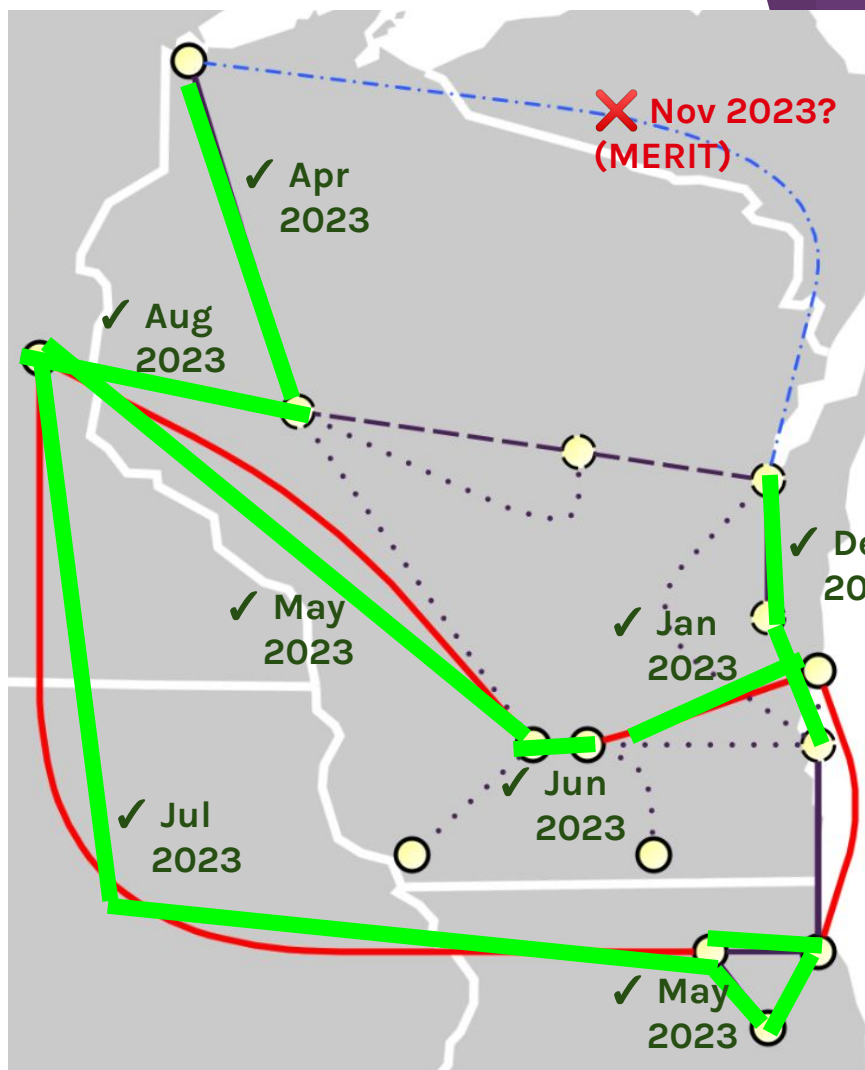 ❌ Nov 2023?
(MERIT)
✓ Apr
2023
✓ Aug
2023
✓ De
20
✓ May
2023
✓ Jan
2023
✓ Jun
2023
✓ Jul
2023
✓ May
2023